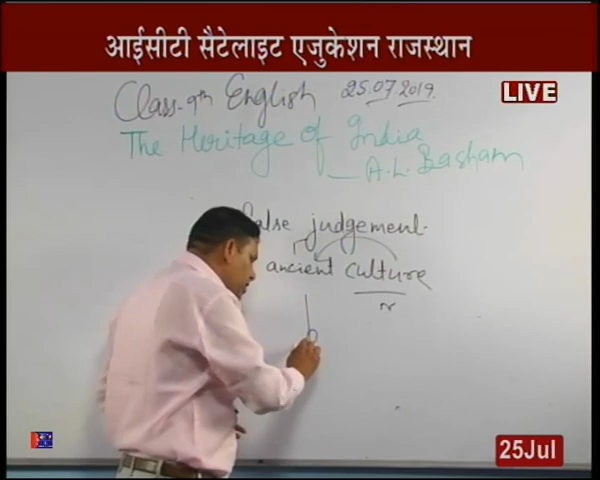 आईसीटी सैटेलाइट एजुकेशन राजस्थान
LIVE
Class-9th English 25.07.2019.
The Heritage of India
— A.L. Basham
false judgement.
ancient culture
n
25Jul